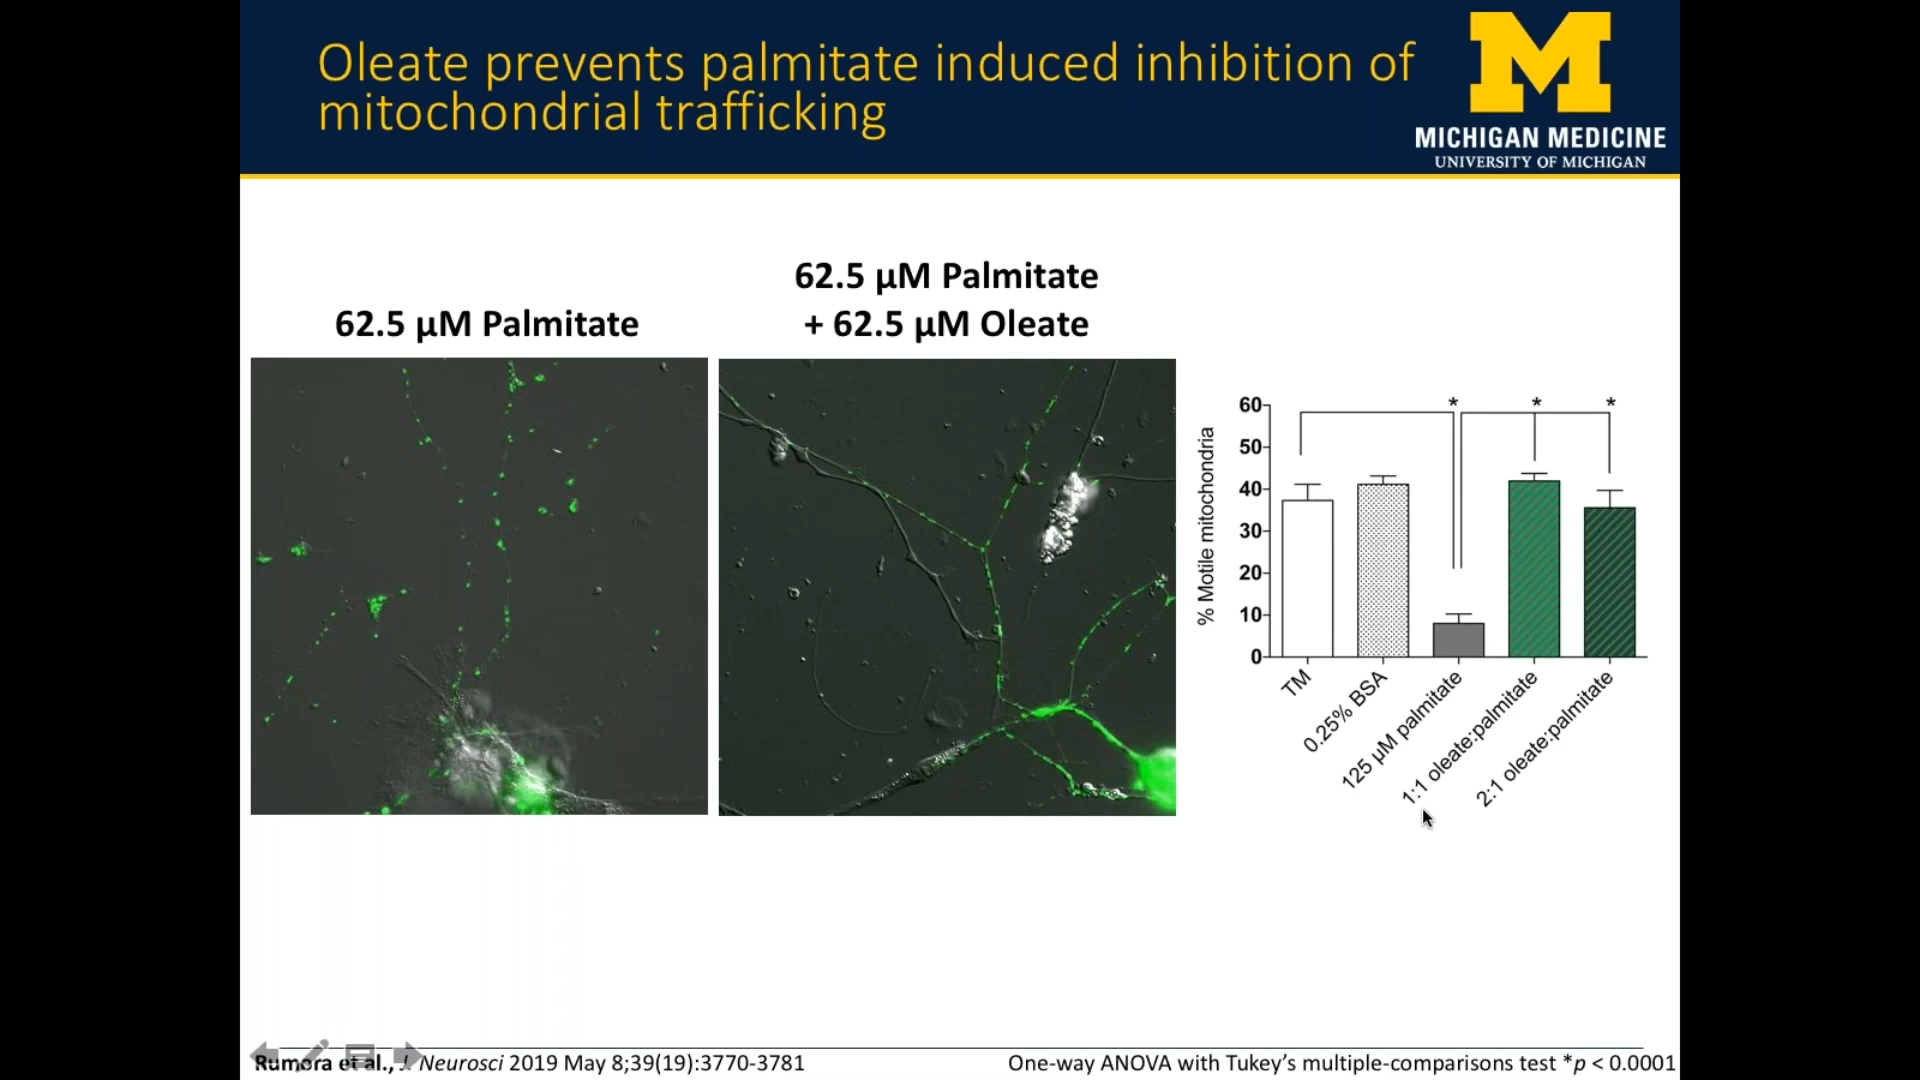 Oleate prevents palmitate induced inhibition of
mitochondrial trafficking
M
MICHIGAN MEDICINE
UNIVERSITY OF MICHIGAN
62.5 µM Palmitate
62.5 µM Palmitate
+ 62.5 µM Oleate
% Motile mitochondria
60
50
40
30
20
10
0
* * *
TM
0.25% BSA
125 µM palmitate
1:1 oleate:palmitate
2:1 oleate:palmitate
Rumora et al., J. Neurosci 2019 May 8;39(19):3770-3781
One-way ANOVA with Tukey’s multiple-comparisons test *p < 0.0001